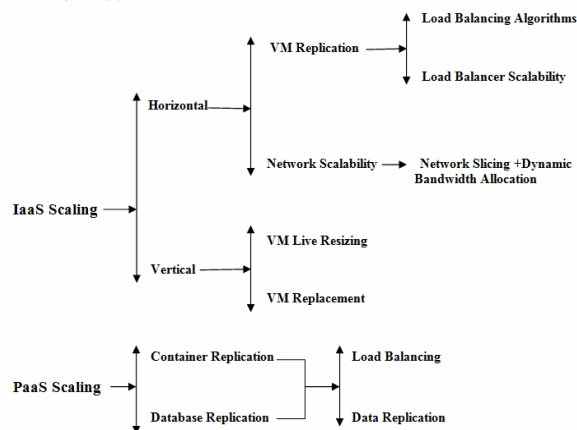 Load Balancing Algorithms
VM Replication
Load Balancer Scalability
Horizontal
Network Scalability
Network Slicing +Dynamic
Bandwidth Allocation
IaaS Scaling
VM Live Resizing
Vertical
VM Replacement
Container Replication
Load Balancing
PaaS Scaling
Database Replication
Data Replication